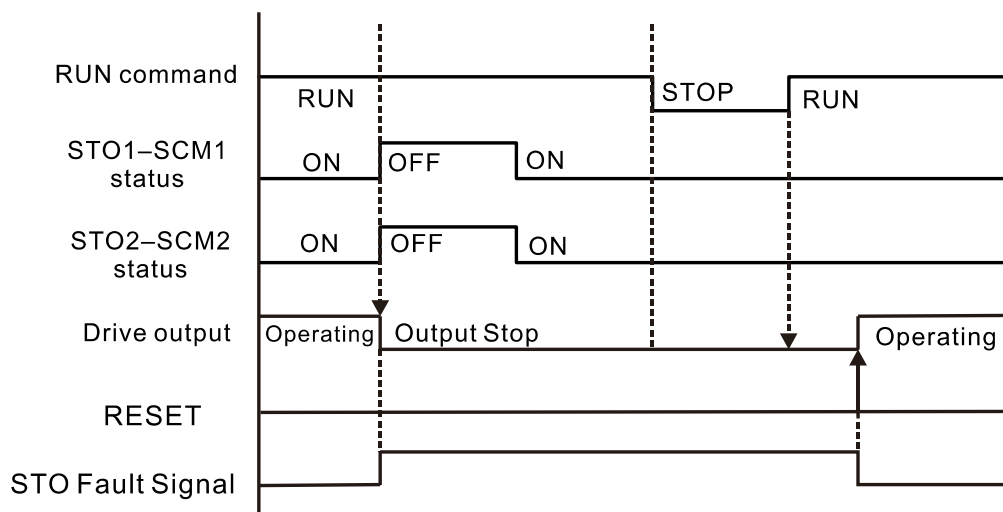 RUN command
RUN
STOP
RUN
STO1–SCM1
status
ON
OFF
ON
STO2–SCM2
status
ON
OFF
ON
Drive output
Operating
Output Stop
Operating
RESET
STO Fault Signal